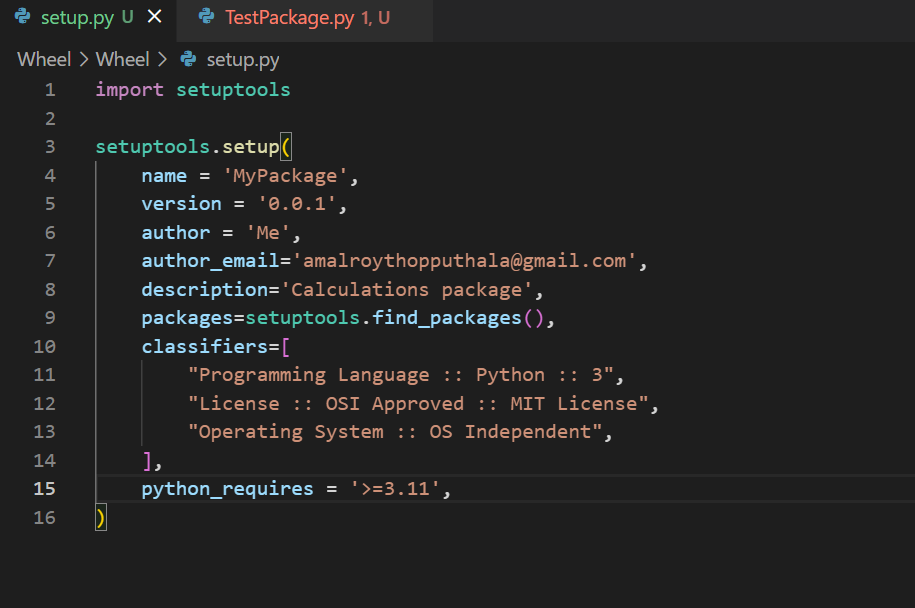 setup.py U X TestPackage.py 1, U
Wheel > Wheel > setup.py
1 import setuptools
2
3 setuptools.setup(
4 name = 'MyPackage',
5 version = '0.0.1',
6 author = 'Me',
7 author_email='amalroythopputhala@gmail.com',
8 description='Calculations package',
9 packages=setuptools.find_packages(),
10 classifiers=[
11 "Programming Language :: Python :: 3",
12 "License :: OSI Approved :: MIT License",
13 "Operating System :: OS Independent",
14 ],
15 python_requires = '>=3.11',
16 )